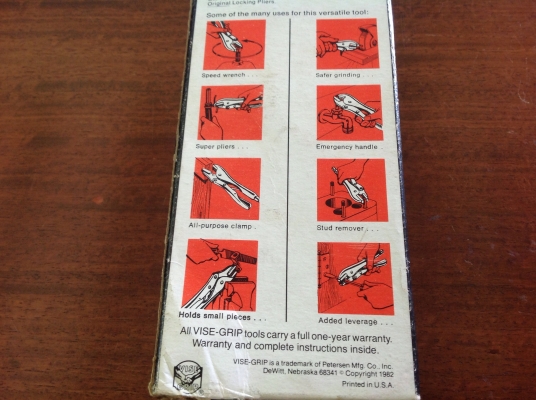 Original Locking Pliers
Some of the many uses for this versatile tool:
Speed wrench . . .
Safer grinding . . .
Super pliers . . .
Emergency handle . .
All-purpose clamp . .
Stud remover . . .
Holds small pieces . . .
Added leverage . . .
All VISE-GRIP tools carry a full one-year warranty.
Warranty and complete instructions inside.
VISE-GRIP is a trademark of Petersen Mfg. Co., Inc.
DeWitt, Nebraska 68341 © Copyright 1982
Printed in U.S.A.
VISE